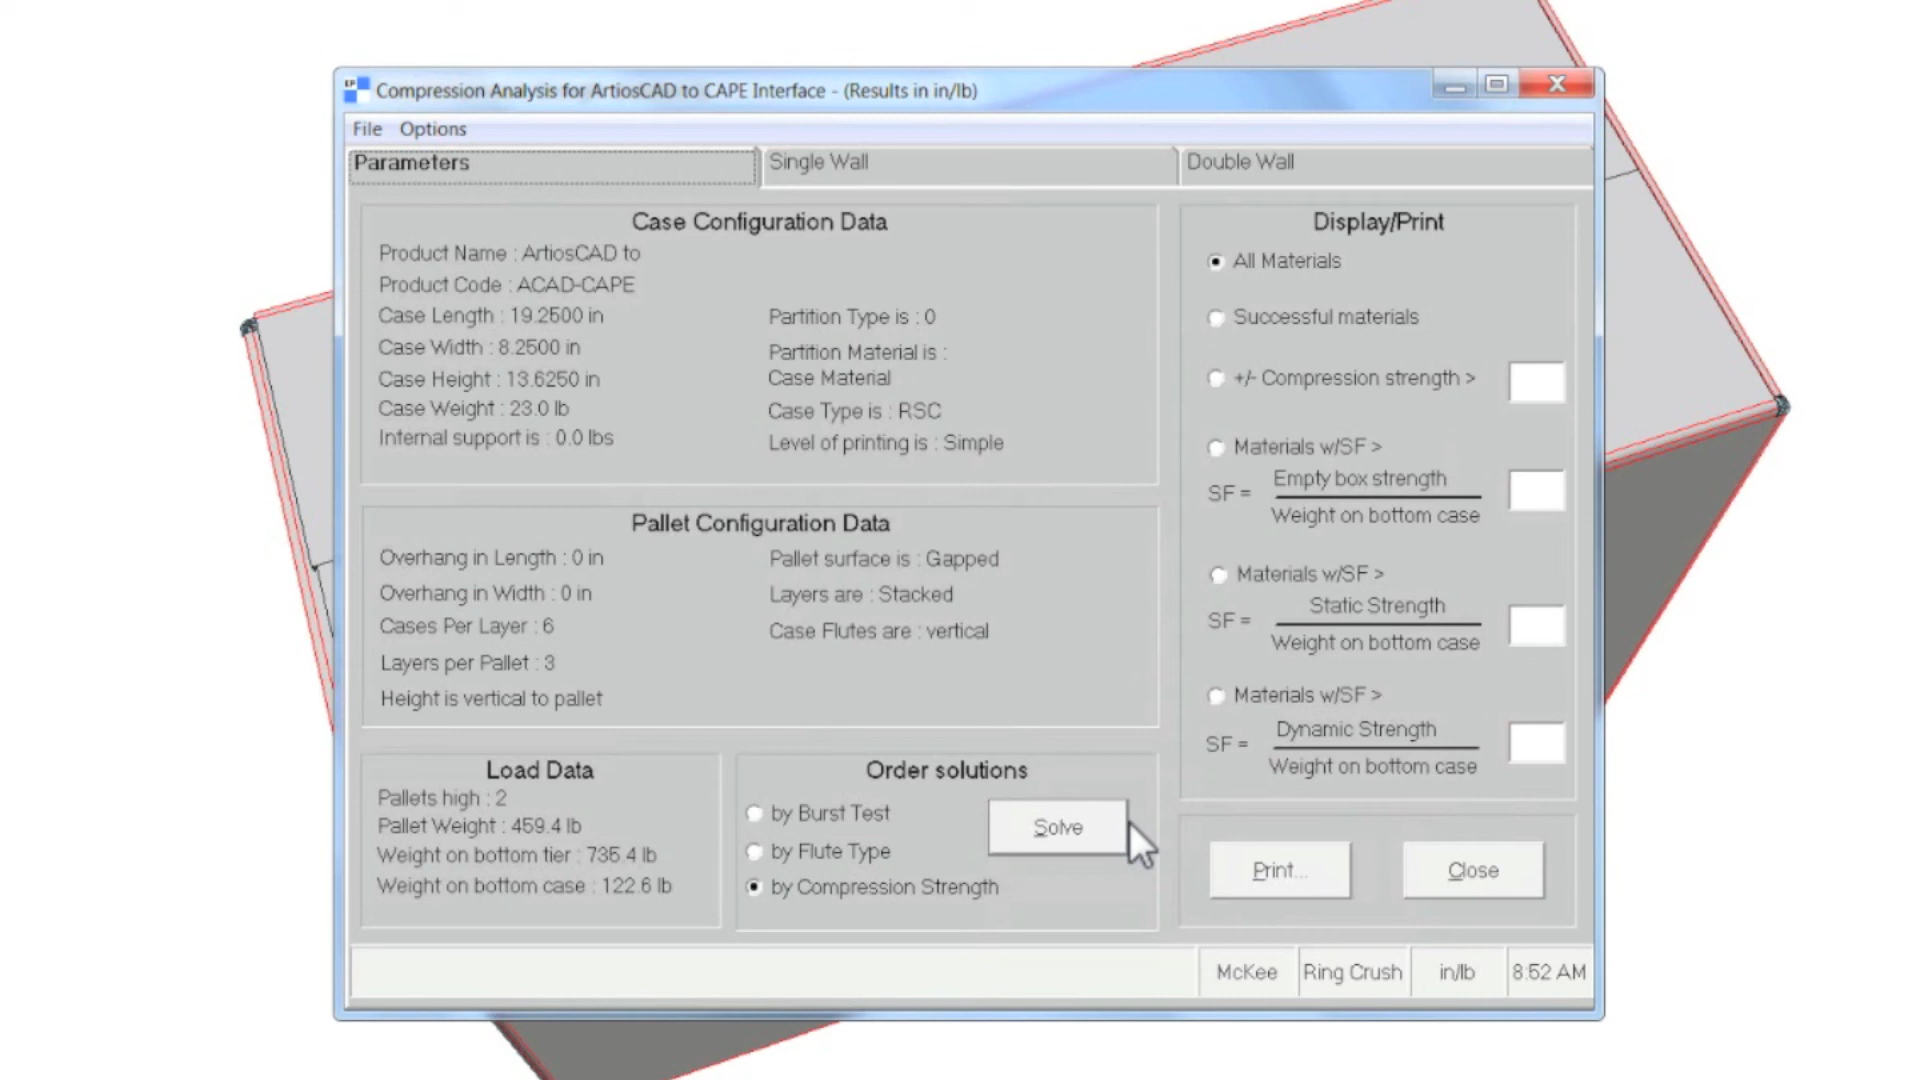 Compression Analysis for ArtiosCAD to CAPE Interface - (Results in in/lb)
File Options
Parameters
Single Wall
Double Wall
Case Configuration Data
Product Name : ArtiosCAD to
Product Code : ACAD-CAPE
Case Length : 19.2500 in
Case Width : 8.2500 in
Case Height : 13.6250 in
Case Weight : 23.0 lb
Internal support is : 0.0 lbs
Partition Type is : 0
Partition Material is :
Case Material
Case Type is : RSC
Level of printing is : Simple
Pallet Configuration Data
Overhang in Length : 0 in
Overhang in Width : 0 in
Cases Per Layer : 6
Layers per Pallet : 3
Height is vertical to pallet
Pallet surface is : Gapped
Layers are : Stacked
Case Flutes are : vertical
Load Data
Pallets high : 2
Pallet Weight : 459.4 lb
Weight on bottom tier : 735.4 lb
Weight on bottom case : 122.6 lb
Order solutions
by Burst Test
by Flute Type
by Compression Strength
Solve
Display/Print
All Materials
Successful materials
+/- Compression strength >
Materials w/SF >
SF =
Empty box strength
Weight on bottom case
Materials w/SF >
SF =
Static Strength
Weight on bottom case
Materials w/SF >
SF =
Dynamic Strength
Weight on bottom case
Print...
Close
McKee
Ring Crush
in/lb
8:52 AM